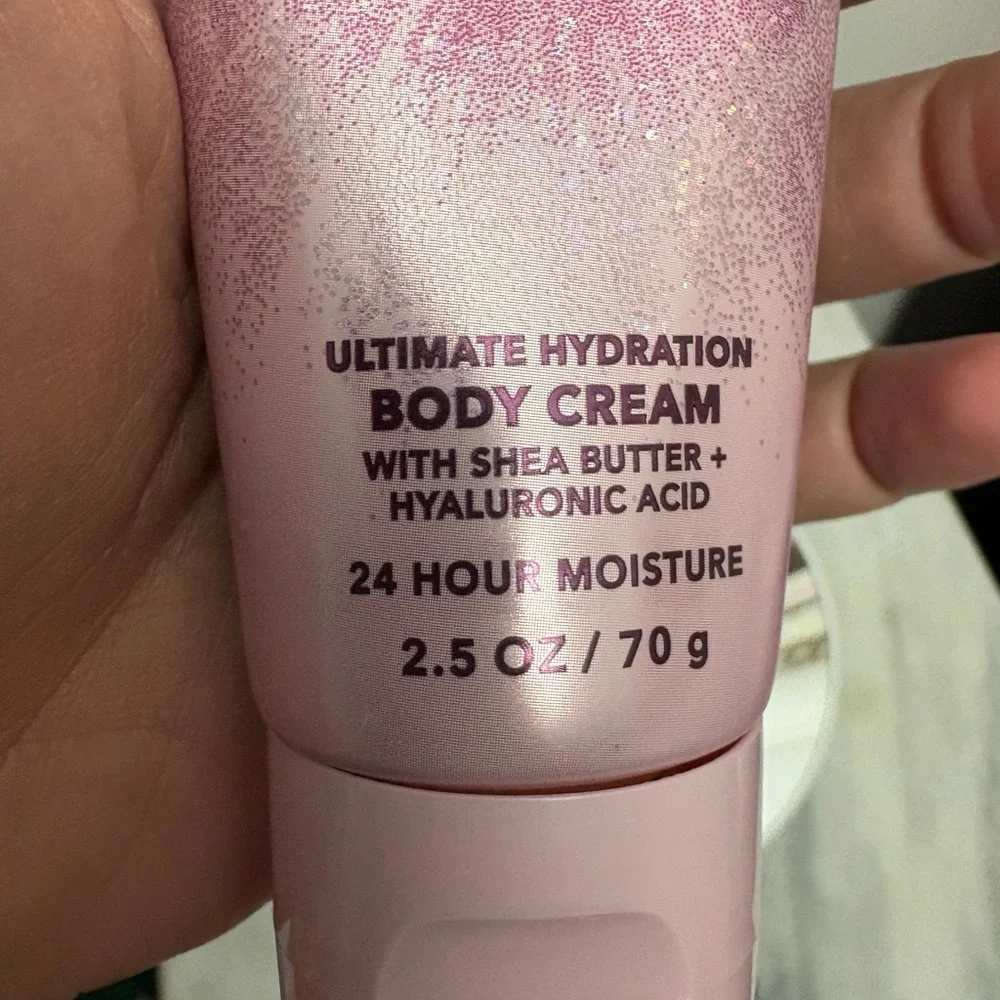 ULTIMATE HYDRATION
BODY CREAM
WITH SHEA BUTTER +
HYALURONIC ACID
24 HOUR MOISTURE
2.5 OZ / 70 g